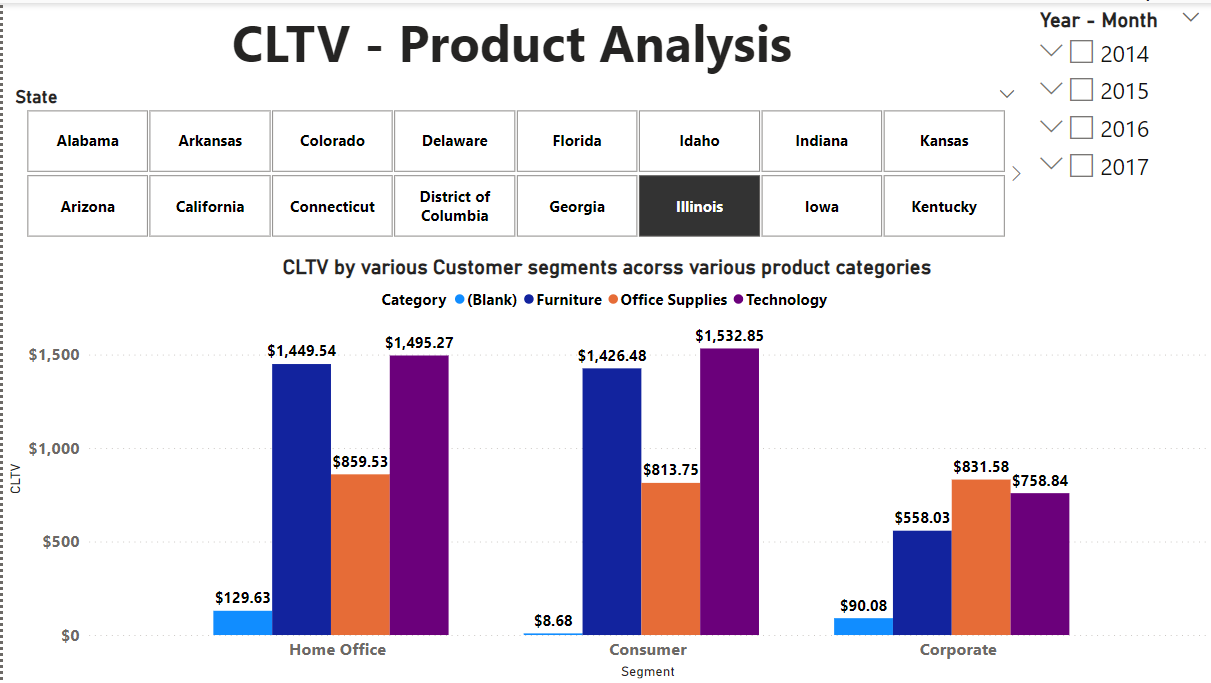 CLTV - Product Analysis
Year - Month
2014
2015
2016
2017
State
Alabama Arkansas Colorado Delaware Florida Idaho Indiana Kansas
Arizona California Connecticut District of Columbia Georgia Illinois Iowa Kentucky
CLTV by various Customer segments acorss various product categories
Category (Blank) Furniture Office Supplies Technology
$1,500
$1,000
$500
$0
CLTV
$129.63 $1,449.54 $859.53 $1,495.27
$8.68 $1,426.48 $813.75 $1,532.85
$90.08 $558.03 $831.58 $758.84
Home Office Consumer Corporate
Segment